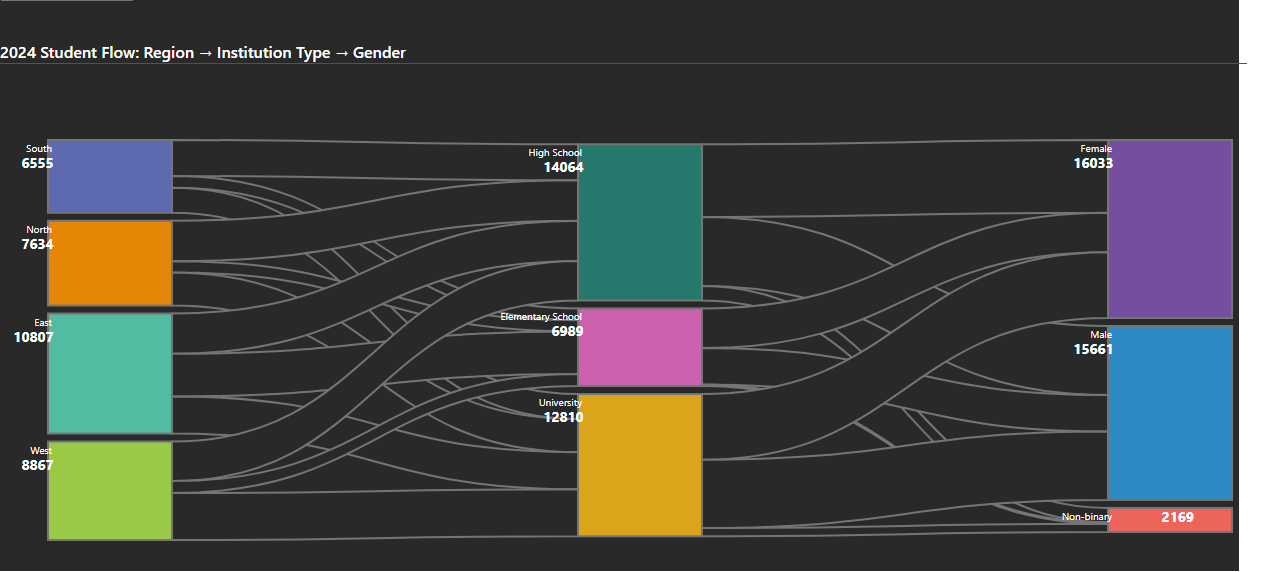 2024 Student Flow: Region → Institution Type → Gender
South
6555
North
7634
East
10807
West
8867
High School
14064
Elementary School
6989
University
12810
Female
16033
Male
15661
Non-binary
2169